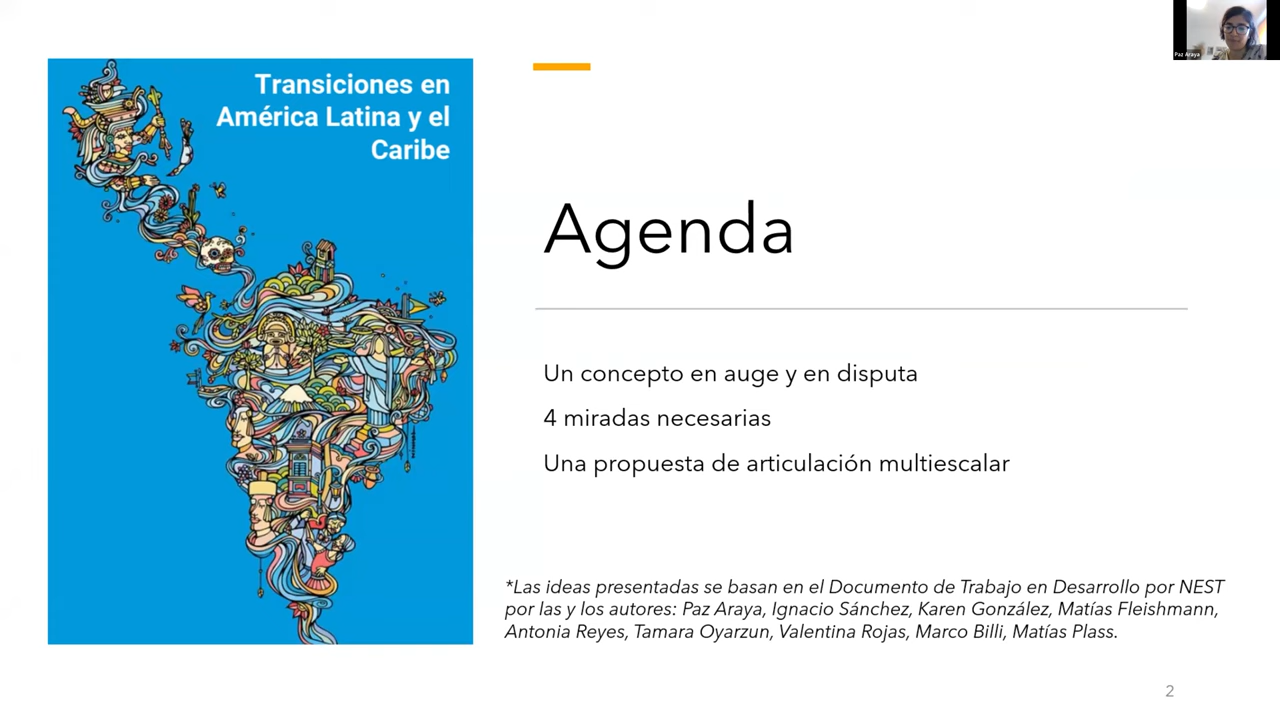 Paz Araya
Transiciones en
América Latina y el
Caribe
Agenda
Un concepto en auge y en disputa
4 miradas necesarias
Una propuesta de articulación multiescalar
*Las ideas presentadas se basan en el Documento de Trabajo en Desarrollo por NEST
por las y los autores: Paz Araya, Ignacio Sánchez, Karen González, Matías Fleishmann,
Antonia Reyes, Tamara Oyarzun, Valentina Rojas, Marco Billi, Matías Plass.
2